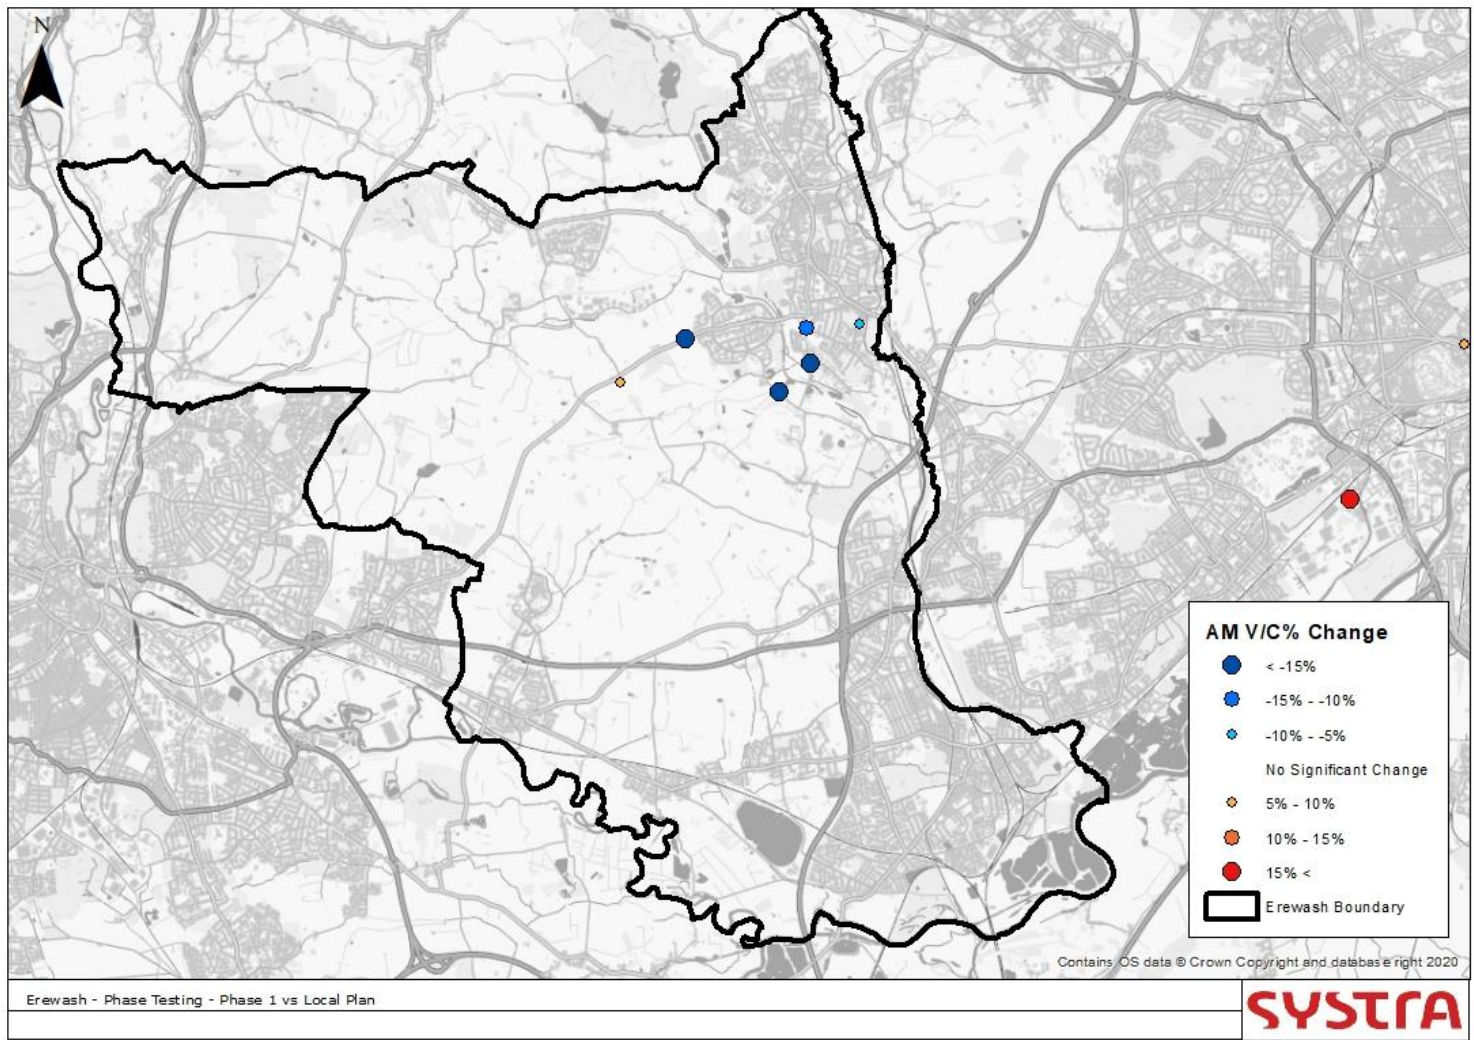 N
AM V/C% Change
< -15%
-15% - -10%
-10% - -5%
No Significant Change
5% - 10%
10% - 15%
15% <
Erewash Boundary
Contains OS data © Crown Copyright and database right 2020
Erewash - Phase Testing - Phase 1 vs Local Plan
SYSTRA